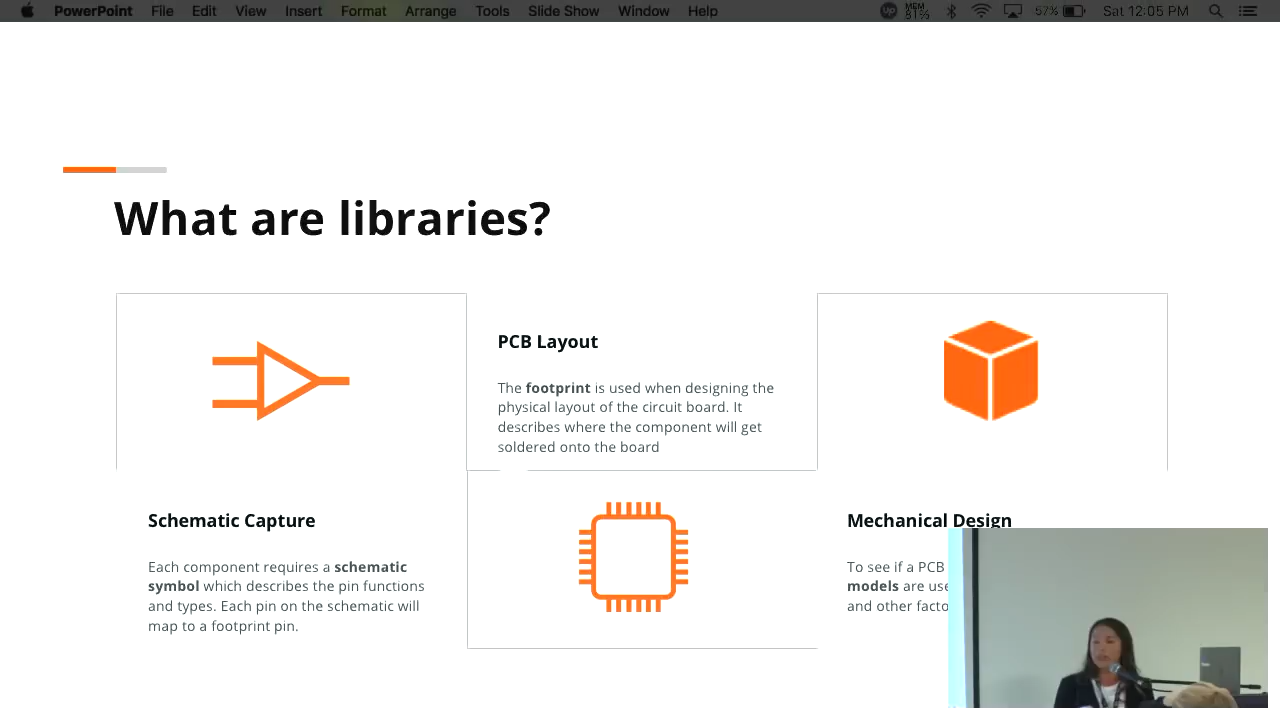 PowerPoint File Edit View Insert Format Arrange Tools Slide Show Window Help MEM 81% 57% Sat 12:05 PM
What are libraries?
PCB Layout
The footprint is used when designing the
physical layout of the circuit board. It
describes where the component will get
soldered onto the board
Schematic Capture
Each component requires a schematic
symbol which describes the pin functions
and types. Each pin on the schematic will
map to a footprint pin.
Mechanical Design
To see if a PCB
models are use
and other facto